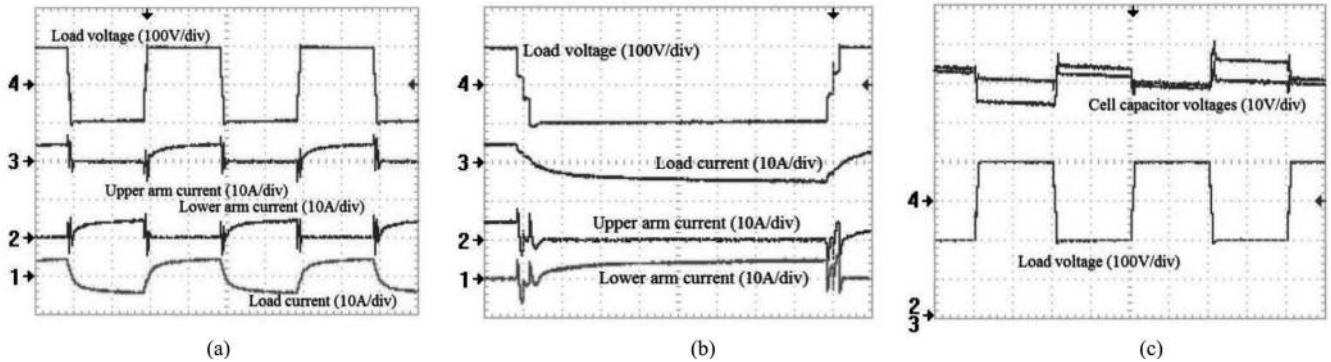 Load voltage (100V/div)
4
3
Upper arm current (10A/div)
Lower arm current (10A/div)
2
1
Load current (10A/div)
(a)
Load voltage (100V/div)
4
Load current (10A/div)
3
Upper arm current (10A/div)
2
Lower arm current (10A/div)
1
(b)
Cell capacitor voltages (10V/div)
4
Load voltage (100V/div)
2
3
(c)